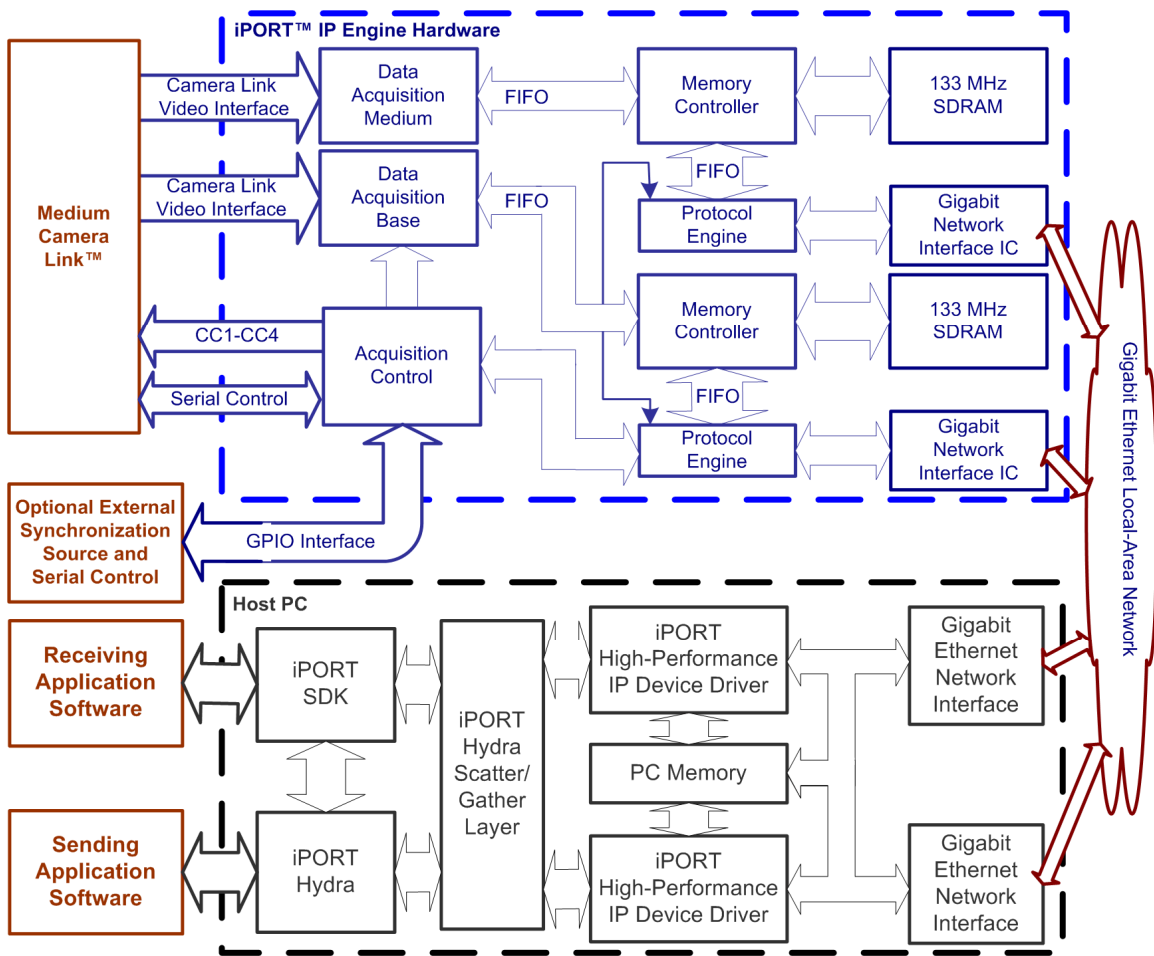 iPORT™ IP Engine Hardware
Medium
Camera
Link™
Camera Link
Video Interface
Data
Acquisition
Medium
FIFO
Memory
Controller
133 MHz
SDRAM
Camera Link
Video Interface
Data
Acquisition
Base
FIFO
FIFO
Protocol
Engine
Gigabit
Network
Interface IC
CC1-CC4
Serial Control
Acquisition
Control
Memory
Controller
133 MHz
SDRAM
FIFO
Protocol
Engine
Gigabit
Network
Interface IC
Gigabit Ethernet Local-Area Network
Optional External
Synchronization
Source and
Serial Control
GPIO Interface
Host PC
Receiving
Application
Software
iPORT
SDK
iPORT
Hydra
Scatter/
Gather
Layer
iPORT
High-Performance
IP Device Driver
Gigabit
Ethernet
Network
Interface
PC Memory
Sending
Application
Software
iPORT
Hydra
iPORT
High-Performance
IP Device Driver
Gigabit
Ethernet
Network
Interface